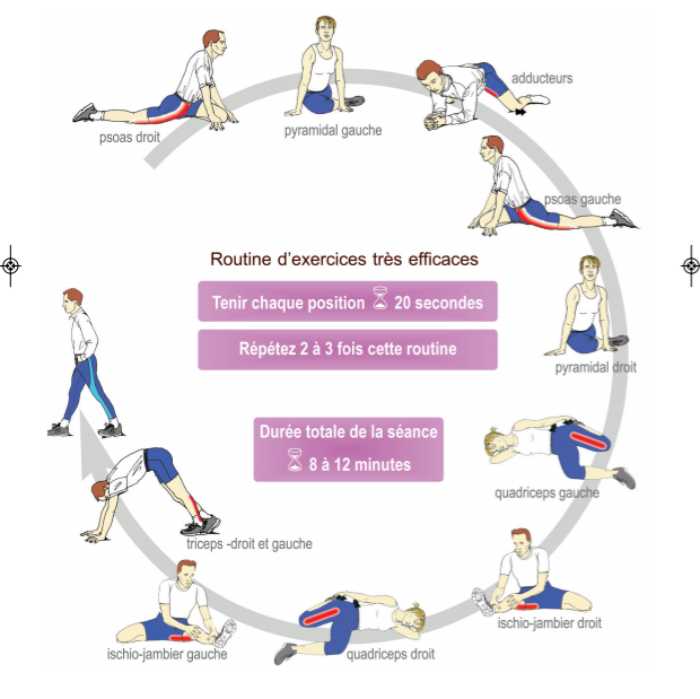 psoas droit
pyramidal gauche
adducteurs
psoas gauche
Routine d'exercices très efficaces
Tenir chaque position 20 secondes
Répétez 2 à 3 fois cette routine
pyramidal droit
Durée totale de la séance
8 à 12 minutes
quadriceps gauche
triceps -droit et gauche
ischio-jambier droit
quadriceps droit
ischio-jambier gauche